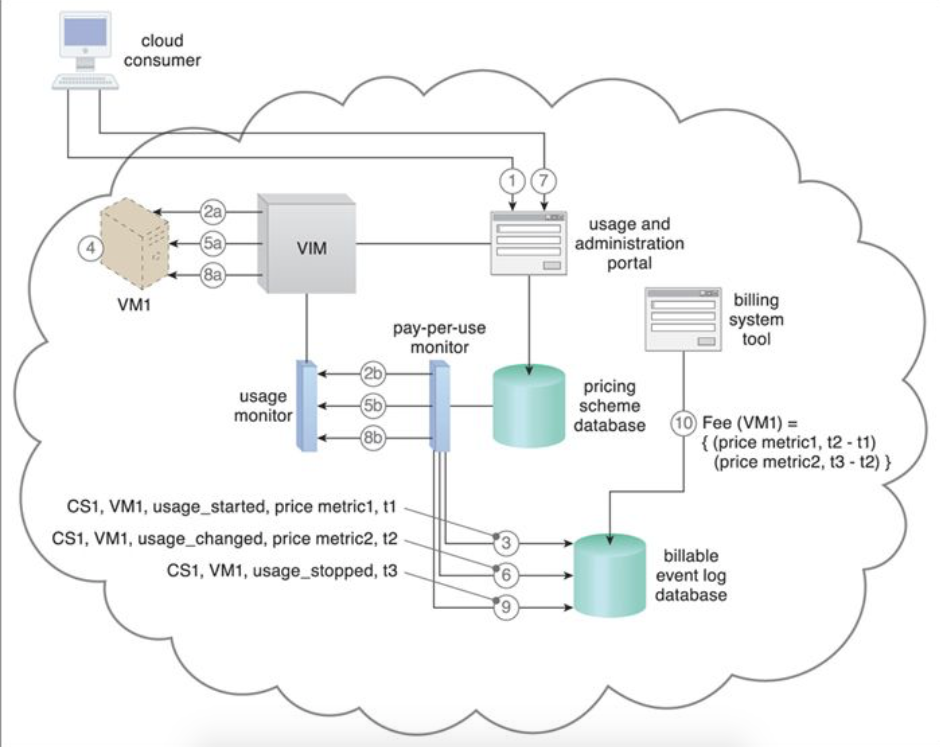 cloud
consumer
1
7
2a
5a
8a
4
VIM
VM1
usage and
administration
portal
billing
system
tool
pay-per-use
monitor
usage
monitor
2b
5b
8b
pricing
scheme
database
10
Fee (VM1) =
{ (price metric1, t2 - t1)
(price metric2, t3 - t2) }
CS1, VM1, usage_started, price metric1, t1
CS1, VM1, usage_changed, price metric2, t2
CS1, VM1, usage_stopped, t3
3
6
9
billable
event log
database